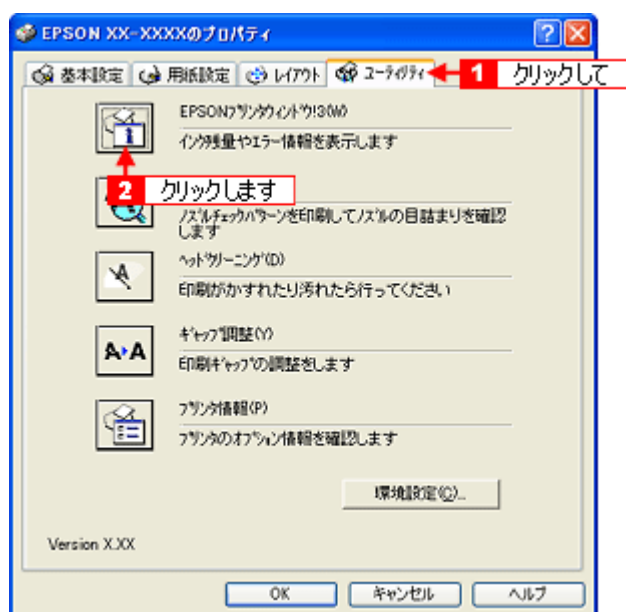 EPSON XX-XXXXのプロパティ
基本設定 用紙設定 レイアウト ユーティリティ 1 クリックして
EPSONプリンタウィンドウ!3(W)
インク残量やエラー情報を表示します
2 クリックします
ノズルチェックパターンを印刷してノズルの目詰まりを確認
します
ヘッドクリーニング(D)
印刷がかすれたり汚れたら行ってください
ギャップ調整(Y)
印刷ギャップの調整をします
プリンタ情報(P)
プリンタのオプション情報を確認します
環境設定(C)...
Version X.XX
OK キャンセル ヘルプ